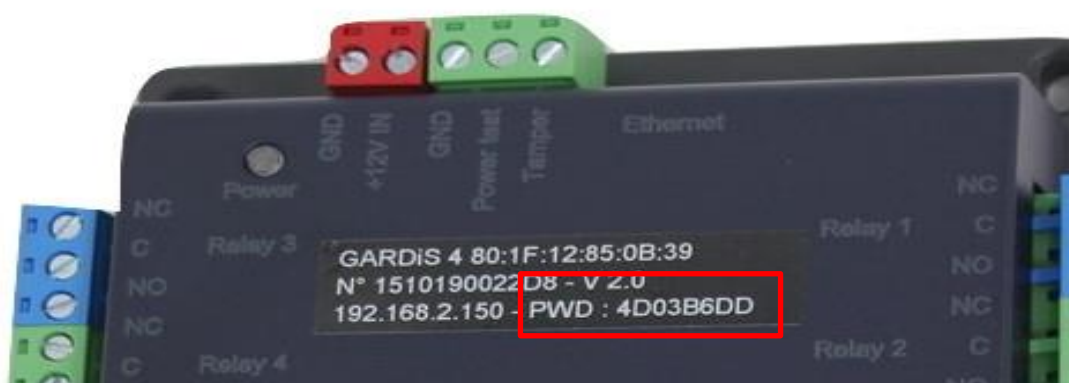 GND
+12V IN
GND
Power fast
Tamper
Ethernet
Power
NC
C
NO
NC
C
Relay 3
Relay 4
GARDiS 4 80:1F:12:85:0B:39
N° 1510190022D8 - V 2.0
192.168.2.150 - PWD : 4D03B6DD
Relay 1
Relay 2
NC
C
NO
NC
C